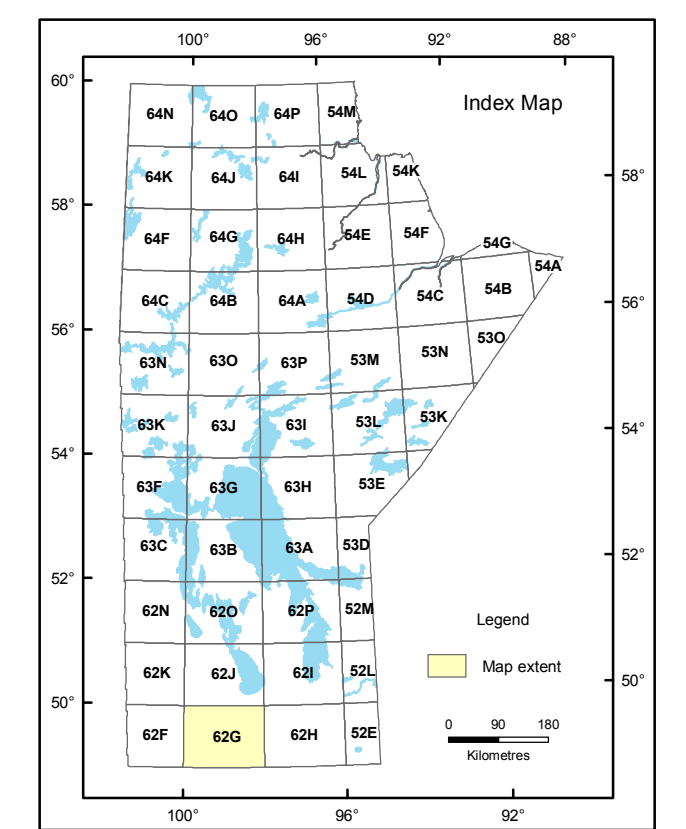 100° 96° 92° 88°
60°
Index Map
64N 64O 64P 54M
64K 64J 64I 54L 54K
58° 58°
64F 64G 64H 54E 54F 54G
54A
64C 64B 64A 54D 54C 54B
56° 56°
63N 63O 63P 53M 53N 53O
63K 63J 63I 53L 53K
54° 54°
63F 63G 63H 53E
63C 63B 63A 53D
52° 52°
62N 62O 62P 52M
Legend
62K 62J 62I 52L
Map extent
50° 50°
62F 62G 62H 52E
0 90 180
Kilometres
100° 96° 92°